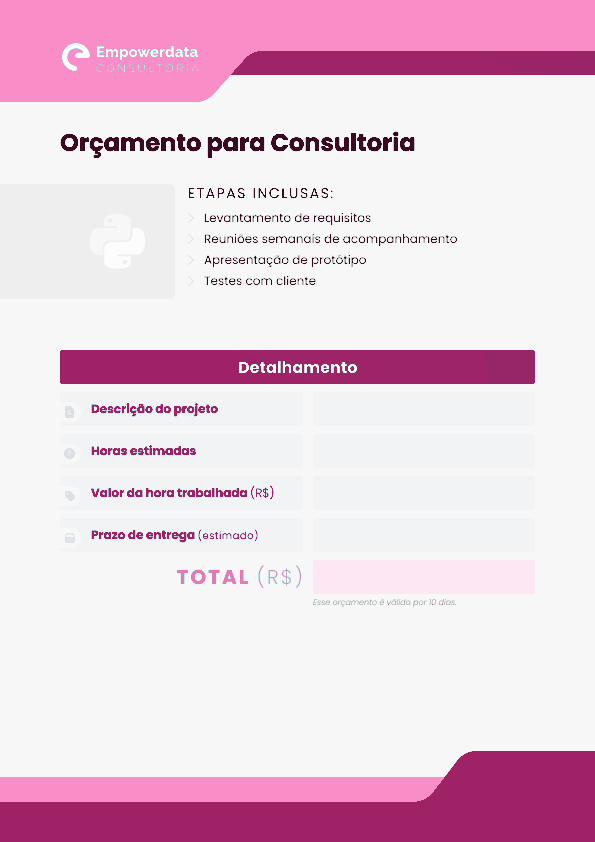 Empowerdata
CONSULTORIA
Orçamento para Consultoria
ETAPAS INCLUSAS:
Levantamento de requisitos
Reuniões semanais de acompanhamento
Apresentação de protótipo
Testes com cliente
Detalhamento
Descrição do projeto
Horas estimadas
Valor da hora trabalhada (R$)
Prazo de entrega (estimado)
TOTAL (R$)
Esse orçamento é válido por 10 dias.